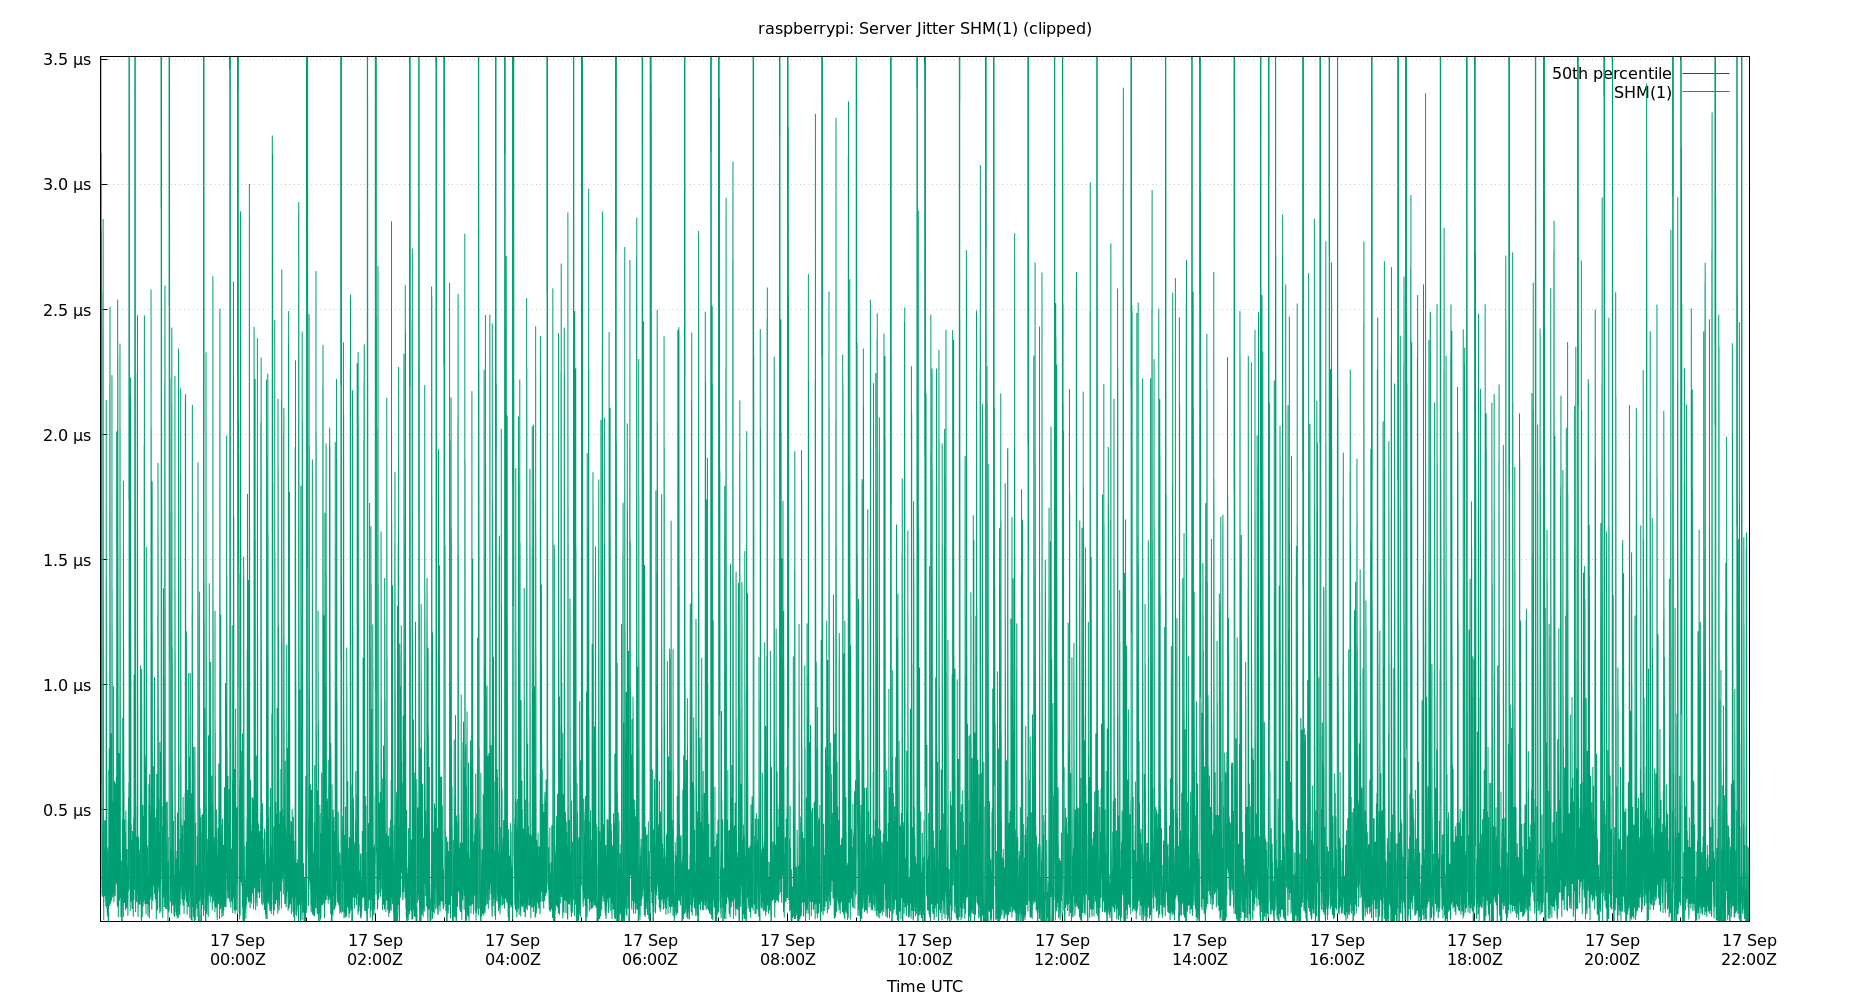 raspberrypi: Server Jitter SHM(1) (clipped)
3.5 µs
3.0 µs
2.5 µs
2.0 µs
1.5 µs
1.0 µs
0.5 µs
50th percentile
SHM(1)
17 Sep 17 Sep 17 Sep 17 Sep 17 Sep 17 Sep 17 Sep 17 Sep 17 Sep 17 Sep 17 Sep 17 Sep
00:00Z 02:00Z 04:00Z 06:00Z 08:00Z 10:00Z 12:00Z 14:00Z 16:00Z 18:00Z 20:00Z 22:00Z
Time UTC